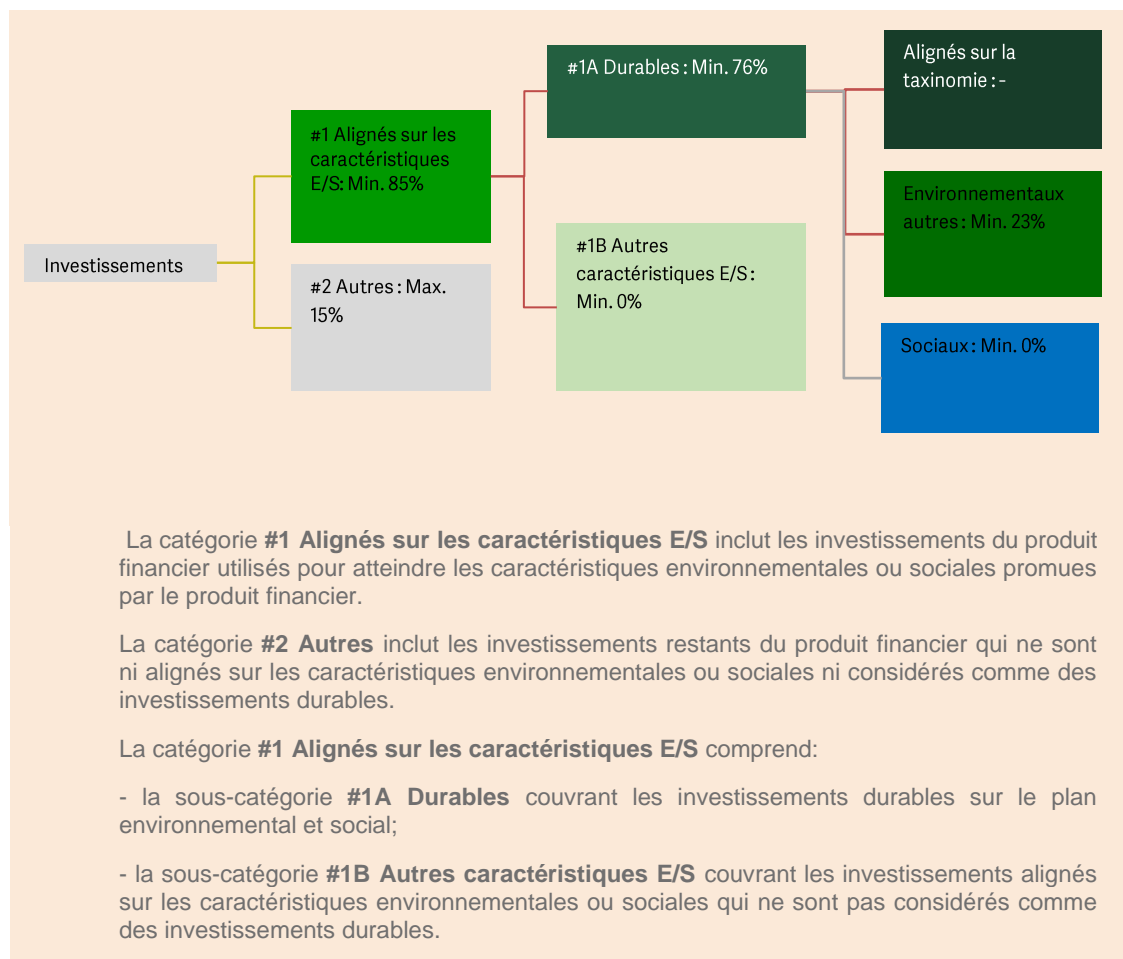 Investissements
#1 Alignés sur les
caractéristiques
E/S: Min. 85%
#2 Autres : Max.
15%
#1A Durables : Min. 76%
#1B Autres
caractéristiques E/S :
Min. 0%
Alignés sur la
taxinomie : -
Environnementaux
autres : Min. 23%
Sociaux : Min. 0%
La catégorie #1 Alignés sur les caractéristiques E/S inclut les investissements du produit
financier utilisés pour atteindre les caractéristiques environnementales ou sociales promues
par le produit financier.
La catégorie #2 Autres inclut les investissements restants du produit financier qui ne sont
ni alignés sur les caractéristiques environnementales ou sociales ni considérés comme des
investissements durables.
La catégorie #1 Alignés sur les caractéristiques E/S comprend:
- la sous-catégorie #1A Durables couvrant les investissements durables sur le plan
environnemental et social;
- la sous-catégorie #1B Autres caractéristiques E/S couvrant les investissements alignés
sur les caractéristiques environnementales ou sociales qui ne sont pas considérés comme
des investissements durables.